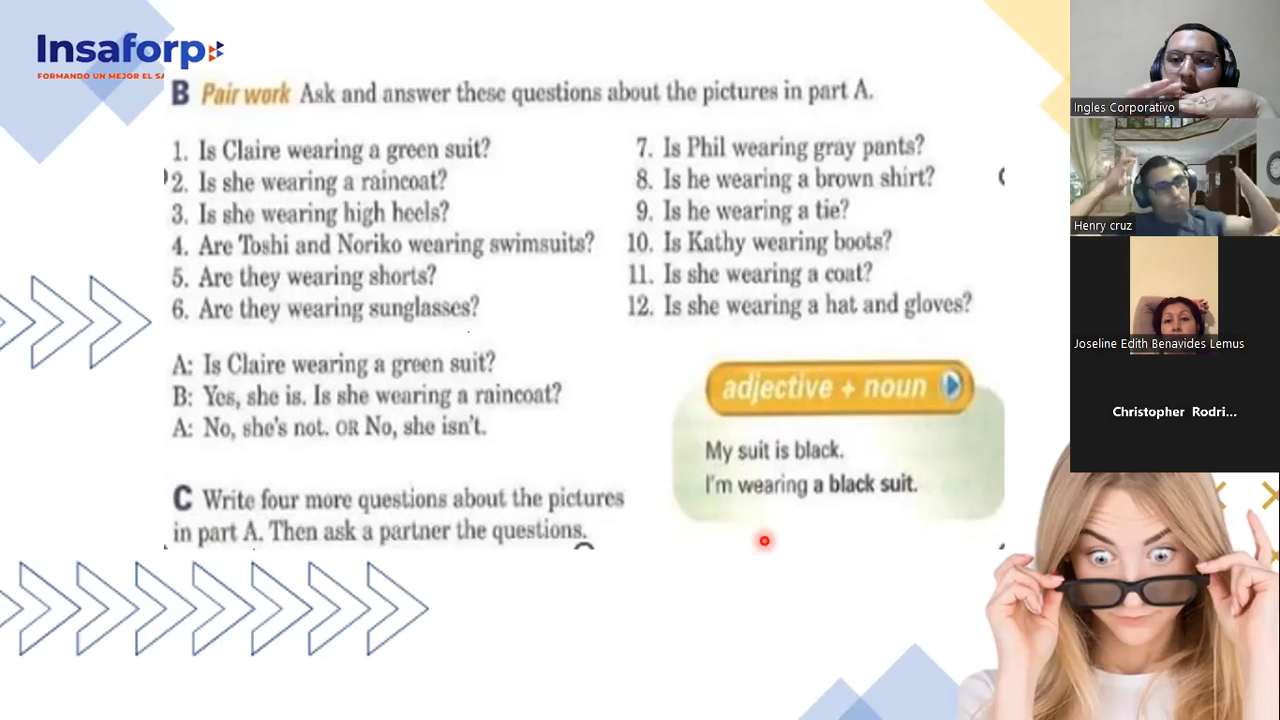 Insaforp
FORMANDO UN MEJOR EL SA
B Pair work Ask and answer these questions about the pictures in part A.
1. Is Claire wearing a green suit?
2. Is she wearing a raincoat?
3. Is she wearing high heels?
4. Are Toshi and Noriko wearing swimsuits?
5. Are they wearing shorts?
6. Are they wearing sunglasses?
7. Is Phil wearing gray pants?
8. Is he wearing a brown shirt?
9. Is he wearing a tie?
10. Is Kathy wearing boots?
11. Is she wearing a coat?
12. Is she wearing a hat and gloves?
A: Is Claire wearing a green suit?
B: Yes, she is. Is she wearing a raincoat?
A: No, she's not. OR No, she isn't.
adjective + noun
My suit is black.
I'm wearing a black suit.
C Write four more questions about the pictures
in part A. Then ask a partner the questions.
Ingles Corporativo
Henry cruz
Joseline Edith Benavides Lemus
Christopher Rodri...